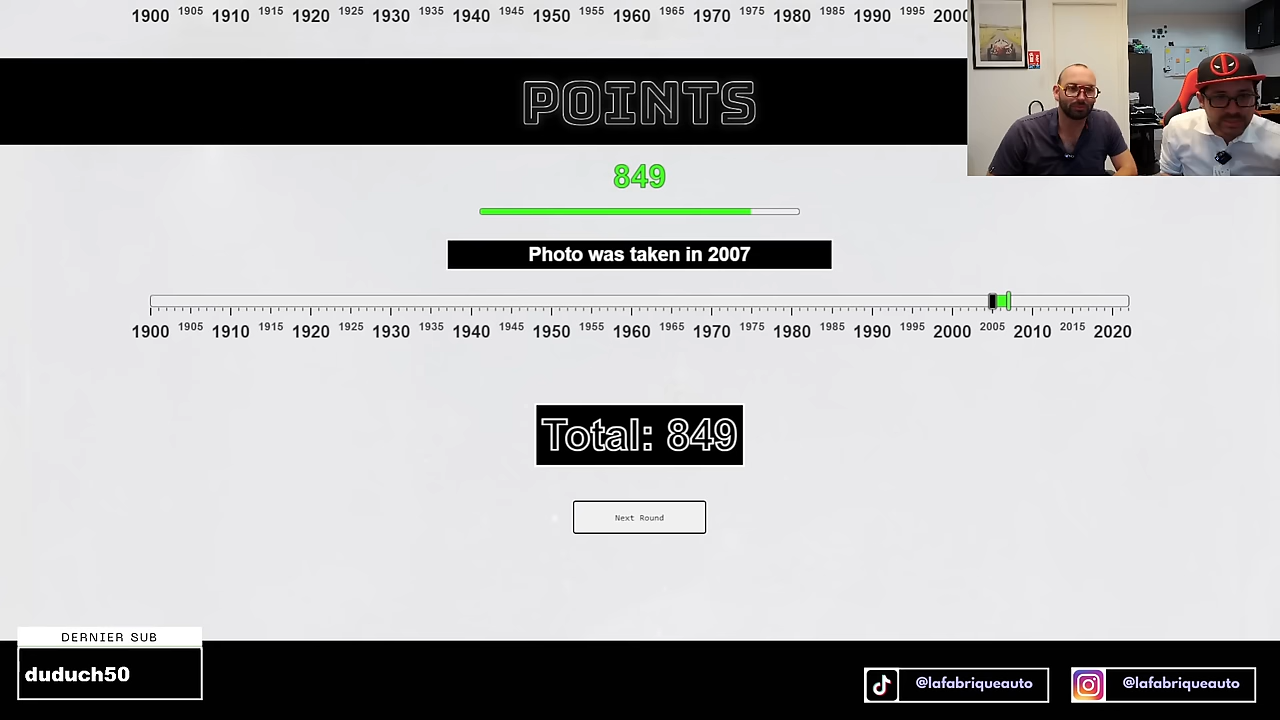 1900 1905 1910 1915 1920 1925 1930 1935 1940 1945 1950 1955 1960 1965 1970 1975 1980 1985 1990 1995 2000
POINTS
849
Photo was taken in 2007
1900 1905 1910 1915 1920 1925 1930 1935 1940 1945 1950 1955 1960 1965 1970 1975 1980 1985 1990 1995 2000 2005 2010 2015 2020
Total: 849
Next Round
DERNIER SUB
duduch50
@lafabriqueauto @lafabriqueauto